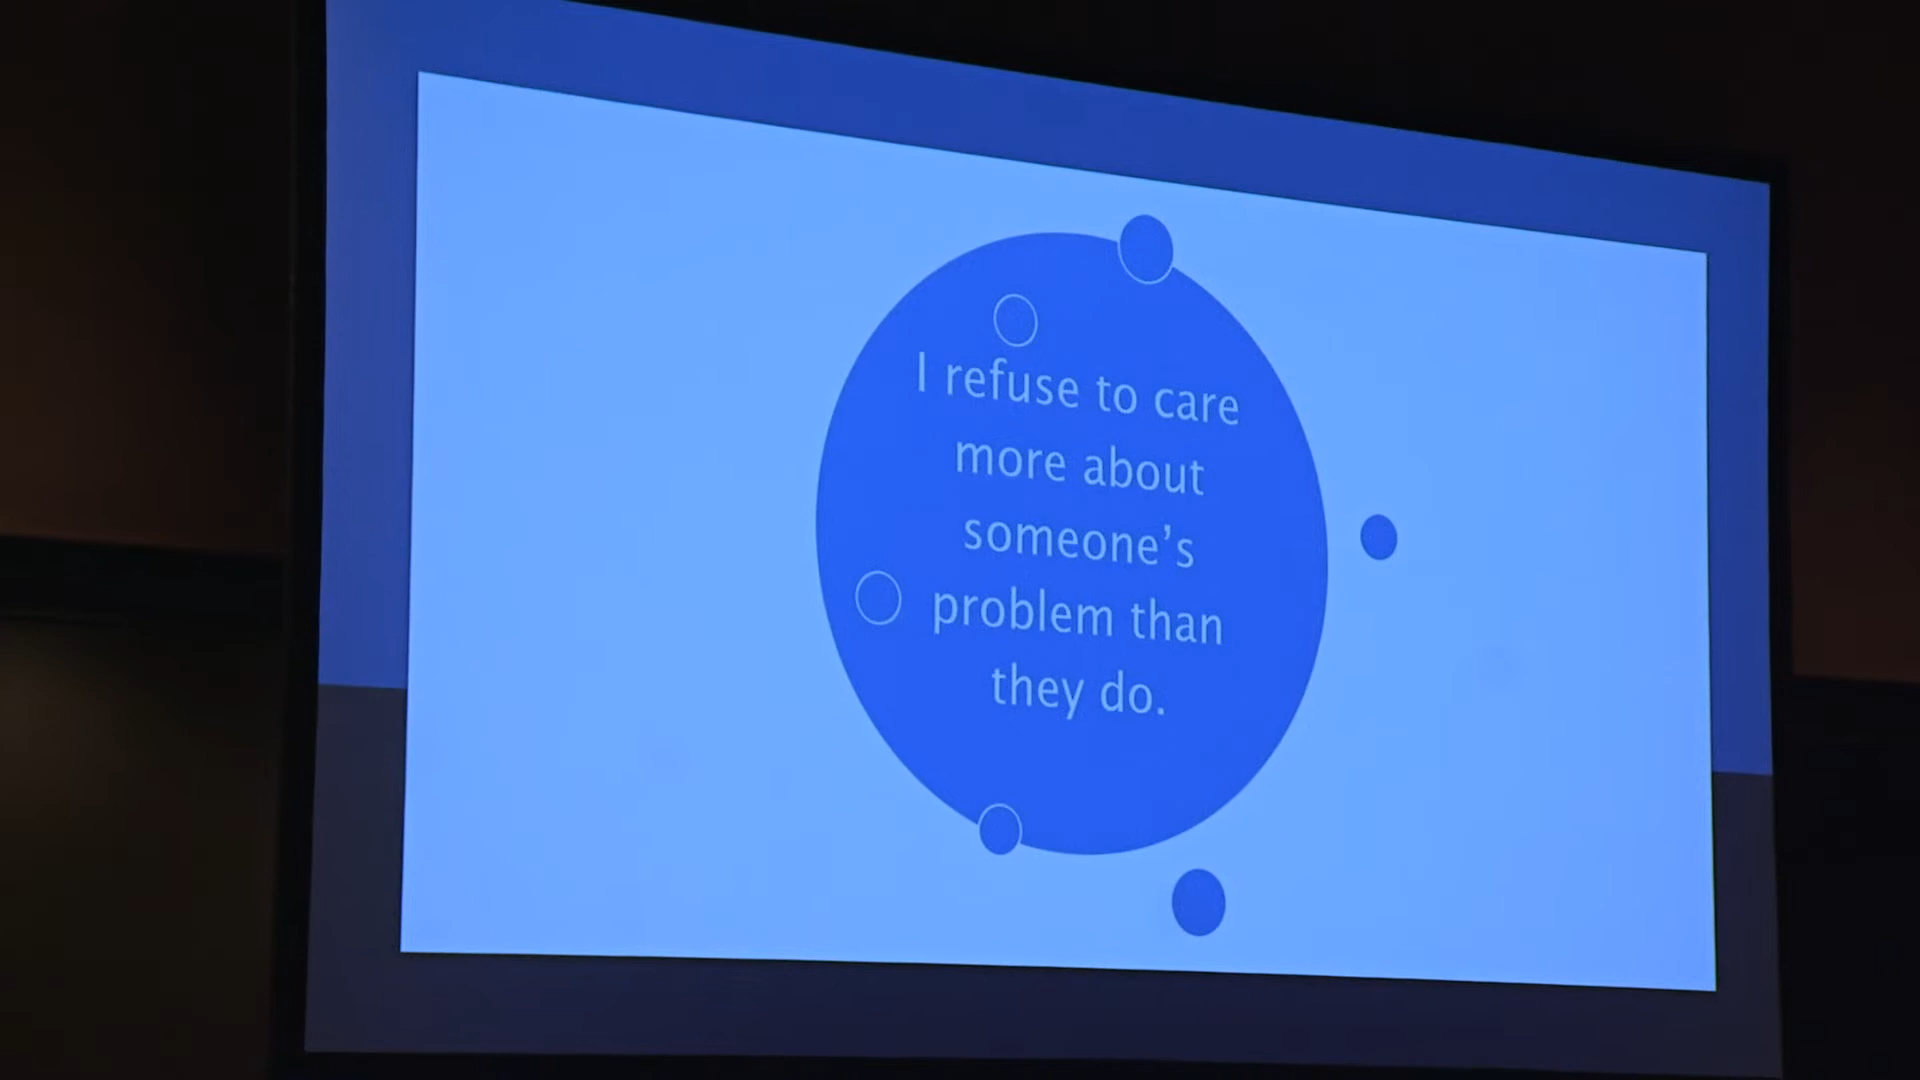 I refuse to care
more about
someone’s
problem than
they do.